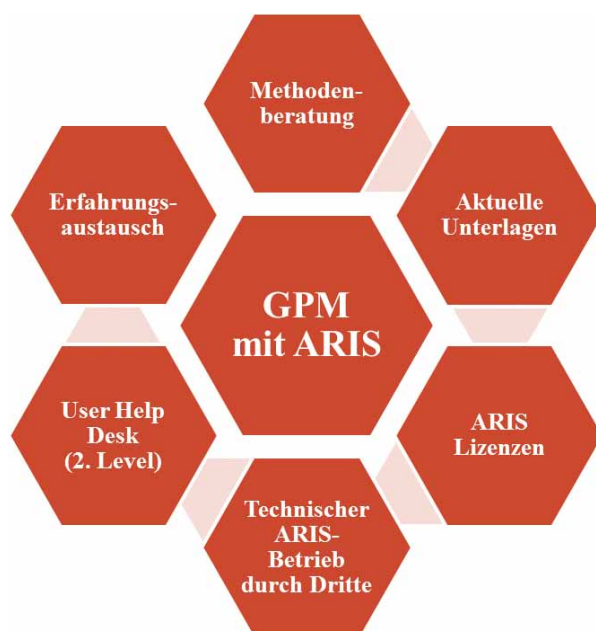 Methoden-
beratung
Aktuelle
Unterlagen
ARIS
Lizenzen
Technischer
ARIS-
Betrieb
durch Dritte
User Help
Desk
(2. Level)
Erfahrungs-
austausch
GPM
mit ARIS